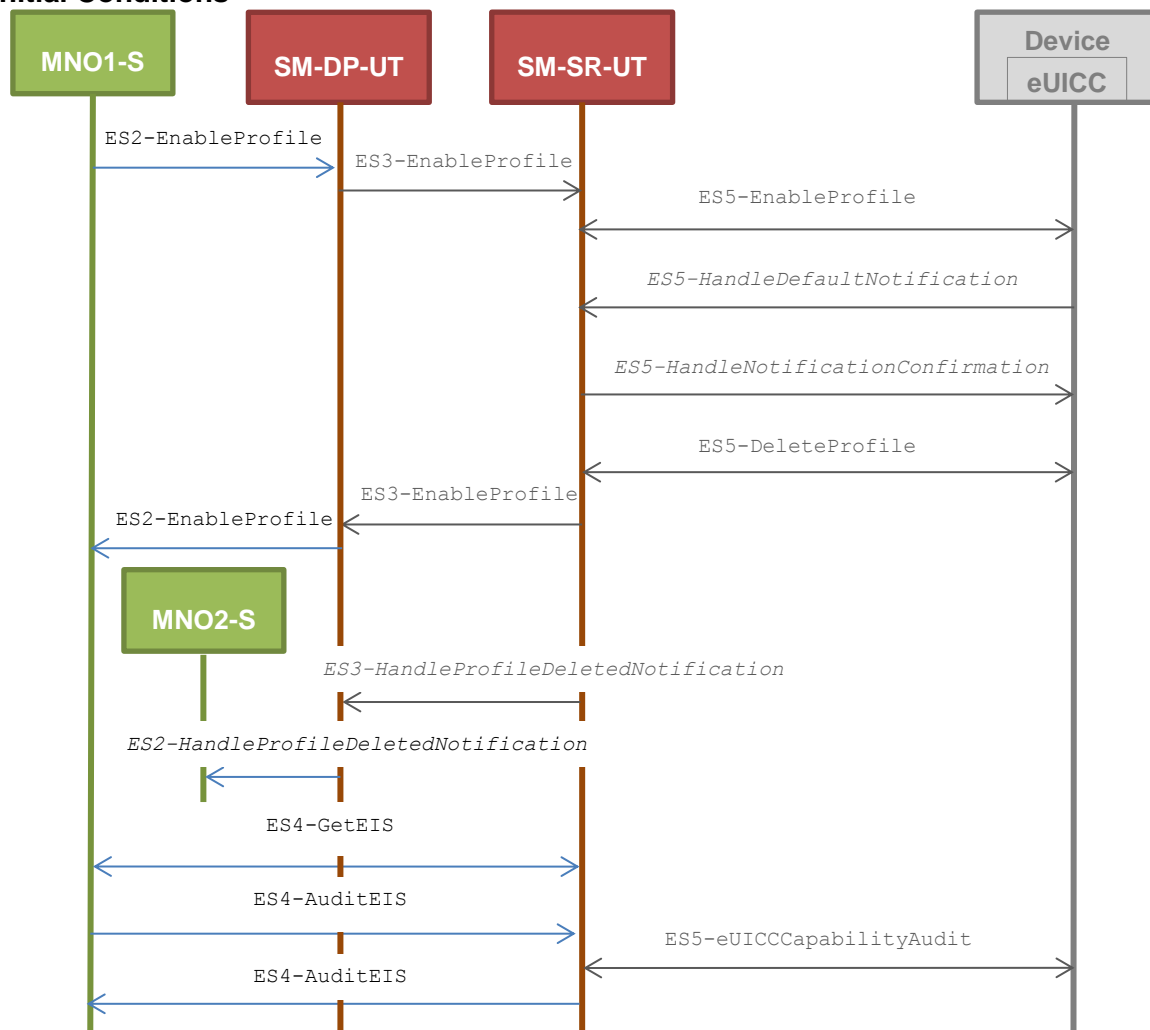 Initial Conditions
MNO1-S
SM-DP-UT
SM-SR-UT
Device
eUICC
ES2-EnableProfile
ES3-EnableProfile
ES5-EnableProfile
ES5-HandleDefaultNotification
ES5-HandleNotificationConfirmation
ES5-DeleteProfile
ES3-EnableProfile
ES2-EnableProfile
MNO2-S
ES3-HandleProfileDeletedNotification
ES2-HandleProfileDeletedNotification
ES4-GetEIS
ES4-AuditEIS
ES5-eUICCCapabilityAudit
ES4-AuditEIS